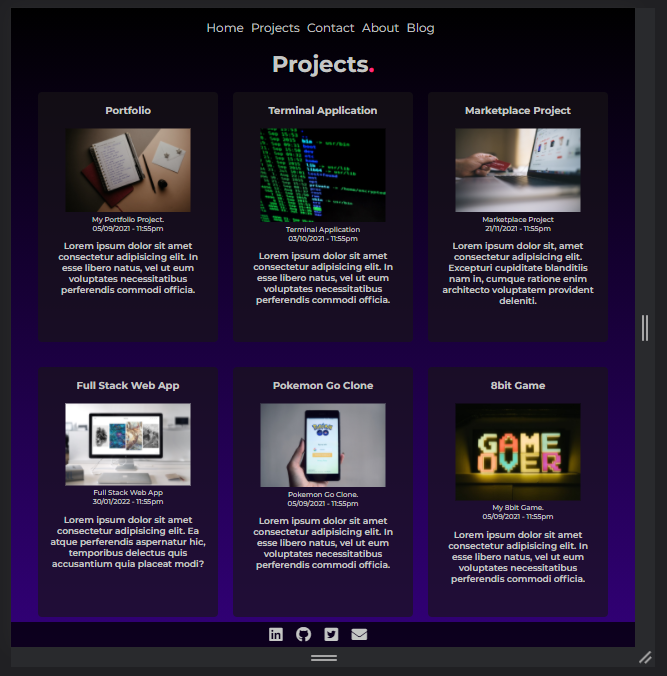 Home Projects Contact About Blog
Projects.
Portfolio
My Portfolio Project.
05/09/2021 - 11:55pm
Lorem ipsum dolor sit amet
consectetur adipisicing elit. In
esse libero natus, vel ut eum
voluptates necessitatibus
perferendis commodi officia.
Terminal Application
Terminal Application
03/10/2021 - 11:55pm
Lorem ipsum dolor sit amet
consectetur adipisicing elit. In
esse libero natus, vel ut eum
voluptates necessitatibus
perferendis commodi officia.
Marketplace Project
Marketplace Project
21/11/2021 - 11:55pm
Lorem ipsum dolor sit, amet
consectetur adipisicing elit.
Excepturi cupiditate blanditiis
nam in, cumque ratione enim
architecto voluptatem provident
deleniti.
Full Stack Web App
Full Stack Web App
30/01/2022 - 11:55pm
Lorem ipsum dolor sit amet
consectetur adipisicing elit. Ea
atque perferendis aspernatur hic,
temporibus delectus quis
accusantium quia placeat modi?
Pokemon Go Clone
Pokemon Go Clone.
05/09/2021 - 11:55pm
Lorem ipsum dolor sit amet
consectetur adipisicing elit. In
esse libero natus, vel ut eum
voluptates necessitatibus
perferendis commodi officia.
8bit Game
GAME
OVER
My 8bit Game.
05/09/2021 - 11:55pm
Lorem ipsum dolor sit amet
consectetur adipisicing elit. In
esse libero natus, vel ut eum
voluptates necessitatibus
perferendis commodi officia.